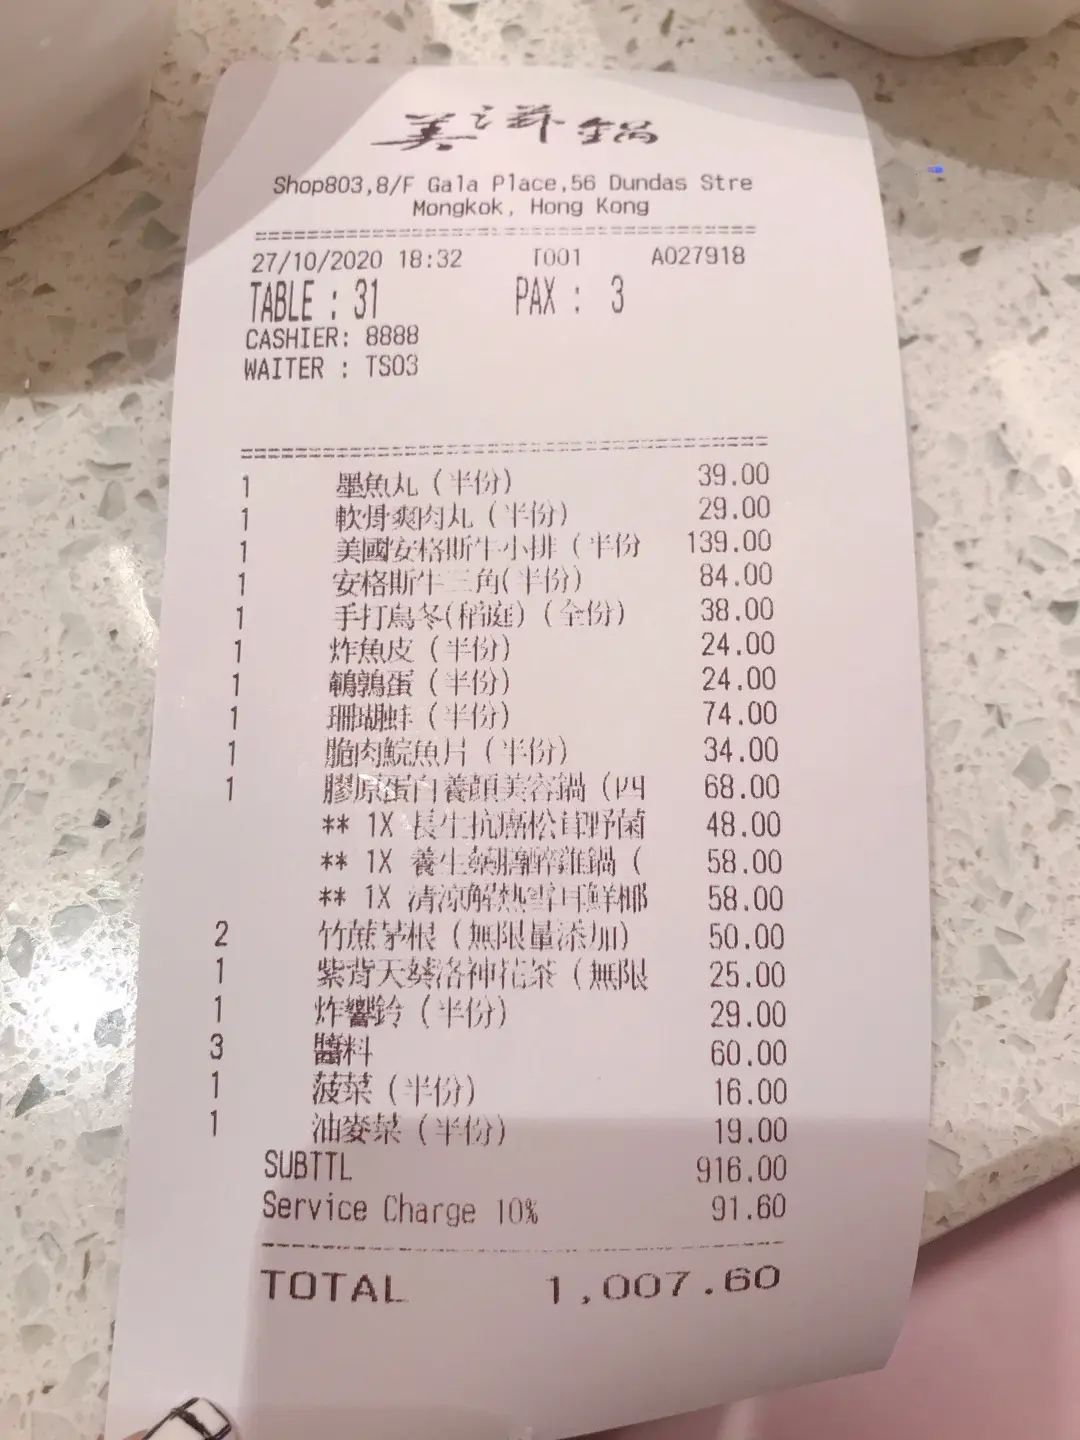 美滋鍋
Shop803,8/F Gala Place,56 Dundas Stre
Mongkok, Hong Kong
27/10/2020 18:32 T001 A027918
TABLE : 31 PAX : 3
CASHIER: 8888
WAITER : TS03
1 墨魚丸 (半份) 39.00
1 軟骨爽肉丸 (半份) 29.00
1 美國安格斯牛小排 (半份 139.00
1 安格斯牛三角(半份) 84.00
1 手打烏冬(稻庭) (全份) 38.00
1 炸魚皮 (半份) 24.00
1 鵪鶉蛋 (半份) 24.00
1 珊瑚蚌 (半份) 74.00
1 脆肉鯇魚片 (半份) 34.00
1 膠原蛋白養顏美容鍋 (四 68.00
** 1X 長生抗癌松茸野菌 48.00
** 1X 養生藥膳醉雞鍋 ( 58.00
** 1X 清涼解熱雪耳鮮椰 58.00
2 竹蔗茅根 (無限量添加) 50.00
1 紫背天葵洛神花茶 (無限 25.00
1 炸響鈴 (半份) 29.00
3 醬料 60.00
1 菠菜 (半份) 16.00
1 油麥菜 (半份) 19.00
SUBTTL 916.00
Service Charge 10% 91.60
TOTAL 1,007.60